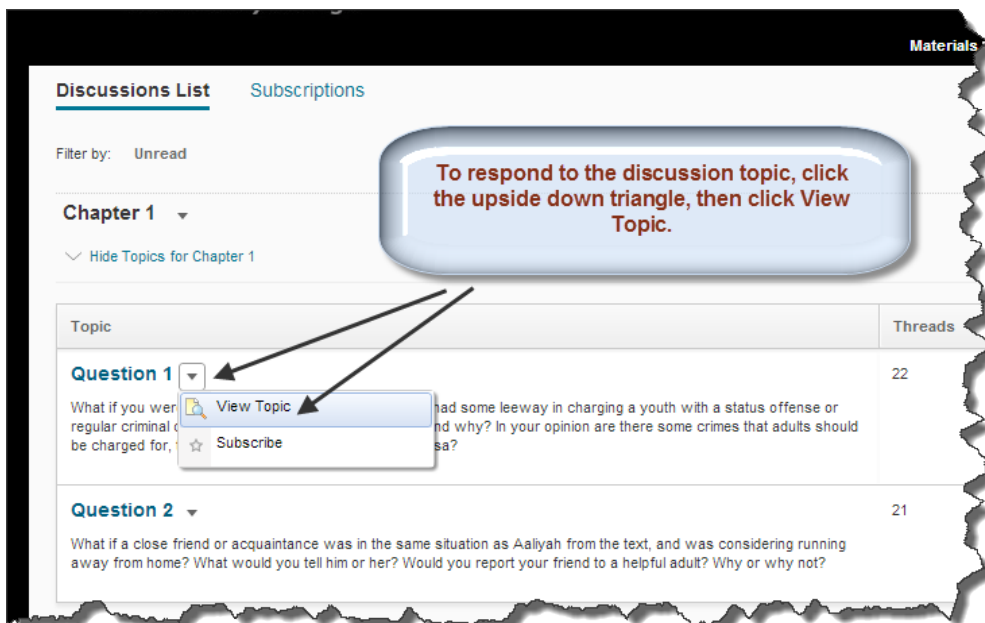 Materials
Discussions List Subscriptions
Filter by: Unread
To respond to the discussion topic, click
the upside down triangle, then click View
Topic.
Chapter 1
Hide Topics for Chapter 1
Topic Threads
Question 1 22
View Topic
Subscribe
What if you were had some leeway in charging a youth with a status offense or
regular criminal nd why? In your opinion are there some crimes that adults should
be charged for, sa?
Question 2 21
What if a close friend or acquaintance was in the same situation as Aaliyah from the text, and was considering running
away from home? What would you tell him or her? Would you report your friend to a helpful adult? Why or why not?